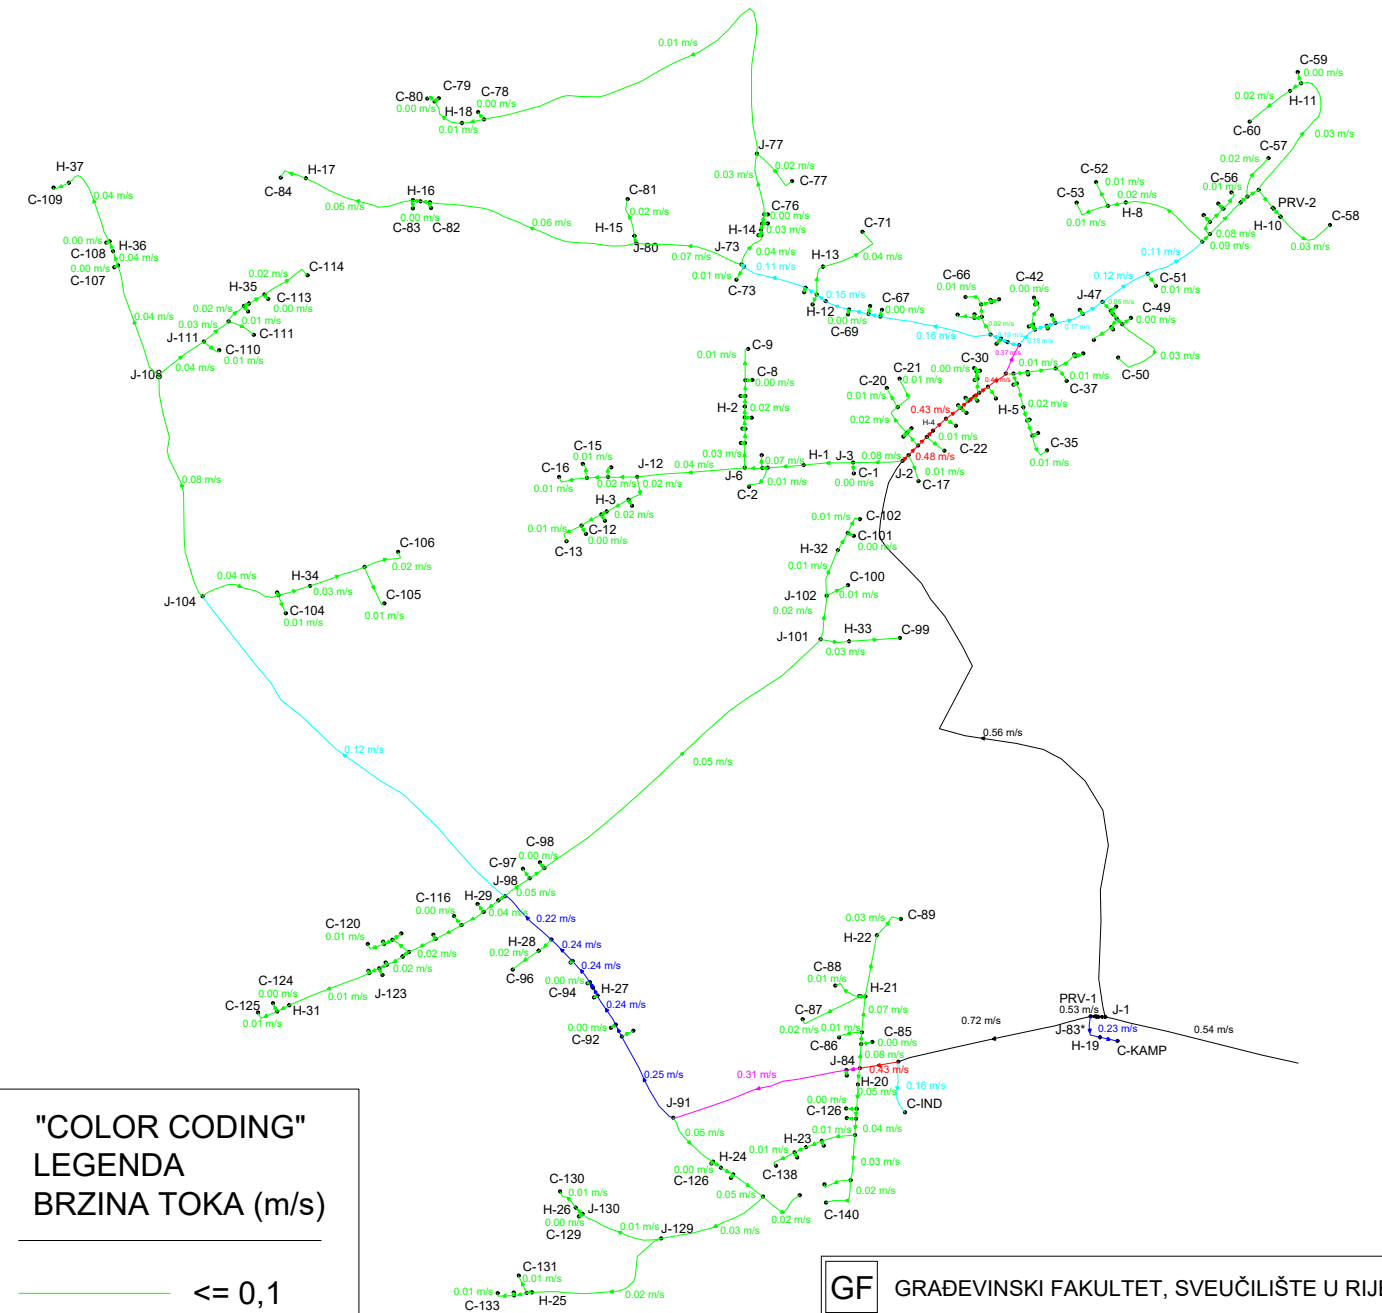 0.01 m/s
C-59
0.00 m/s
C-79
C-78
C-80
0.00 m/s
0.00 m/s
H-18
0.01 m/s
0.02 m/s
H-11
C-60
0.03 m/s
C-57
0.02 m/s
J-77
0.02 m/s
C-77
0.03 m/s
H-37
C-109
0.04 m/s
H-17
C-84
0.05 m/s
H-16
0.00 m/s
C-83
C-82
0.06 m/s
C-81
0.02 m/s
H-15
J-80
0.07 m/s
C-76
0.00 m/s
H-14
0.03 m/s
J-73
0.04 m/s
0.01 m/s
C-73
0.11 m/s
C-71
H-13
0.04 m/s
C-52
C-53
0.01 m/s
0.02 m/s
0.01 m/s
H-8
C-56
0.01 m/s
PRV-2
H-10
C-58
0.08 m/s
0.09 m/s
0.03 m/s
0.11 m/s
0.00 m/s
H-36
C-108
0.04 m/s
0.00 m/s
C-107
0.02 m/s
C-114
H-35
C-113
0.02 m/s
0.00 m/s
0.01 m/s
0.03 m/s
C-111
J-111
C-110
0.01 m/s
0.04 m/s
J-108
0.04 m/s
0.15 m/s
H-12
0.00 m/s
C-67
0.00 m/s
C-69
0.16 m/s
C-66
0.01 m/s
0.01 m/s
0.02 m/s
C-42
0.00 m/s
J-47
0.12 m/s
C-51
0.01 m/s
0.05 m/s
C-49
0.00 m/s
0.17 m/s
0.37 m/s
0.03 m/s
C-50
C-9
0.01 m/s
C-8
0.00 m/s
H-2
0.02 m/s
C-30
0.00 m/s
0.01 m/s
C-37
0.01 m/s
C-21
0.01 m/s
C-20
0.02 m/s
0.43 m/s
H-4
H-5
0.02 m/s
C-35
0.01 m/s
0.01 m/s
C-22
0.48 m/s
J-2
0.01 m/s
C-17
C-15
0.01 m/s
C-16
0.01 m/s
J-12
0.02 m/s
0.02 m/s
0.04 m/s
0.03 m/s
J-6
C-2
0.07 m/s
0.01 m/s
H-1
J-3
0.08 m/s
C-1
0.00 m/s
H-3
0.02 m/s
0.01 m/s
C-12
0.00 m/s
C-13
0.08 m/s
0.01 m/s
C-102
C-101
0.00 m/s
H-32
0.01 m/s
C-100
0.01 m/s
J-102
0.02 m/s
C-106
0.02 m/s
0.04 m/s
H-34
0.03 m/s
J-104
C-104
0.01 m/s
C-105
0.01 m/s
J-101
H-33
C-99
0.03 m/s
0.12 m/s
0.05 m/s
0.56 m/s
C-98
0.00 m/s
C-97
J-98
0.05 m/s
H-29
0.04 m/s
C-116
0.00 m/s
0.22 m/s
C-120
0.01 m/s
0.02 m/s
0.02 m/s
H-28
0.02 m/s
C-96
0.24 m/s
0.24 m/s
0.00 m/s
C-94
H-27
0.24 m/s
C-124
0.00 m/s
C-125
0.01 m/s
H-31
0.01 m/s
J-123
0.00 m/s
C-92
0.25 m/s
0.03 m/s
C-89
H-22
C-88
0.01 m/s
H-21
C-87
0.02 m/s
0.07 m/s
0.01 m/s
C-86
C-85
0.00 m/s
0.08 m/s
J-84
0.43 m/s
H-20
0.05 m/s
0.72 m/s
PRV-1
0.53 m/s
J-1
J-83*
0.23 m/s
H-19
C-KAMP
0.54 m/s
0.31 m/s
0.16 m/s
C-IND
J-91
0.05 m/s
0.00 m/s
C-126
0.01 m/s
0.04 m/s
H-23
0.01 m/s
C-138
0.03 m/s
0.02 m/s
C-140
H-24
0.00 m/s
C-126
0.05 m/s
0.02 m/s
C-130
0.01 m/s
H-26
J-130
0.00 m/s
C-129
0.01 m/s
J-129
0.03 m/s
C-131
0.01 m/s
0.01 m/s
C-133
H-25
0.02 m/s
"COLOR CODING"
LEGENDA
BRZINA TOKA (m/s)
<= 0,1
GF GRAĐEVINSKI FAKULTET, SVEUČILIŠTE U RIJE